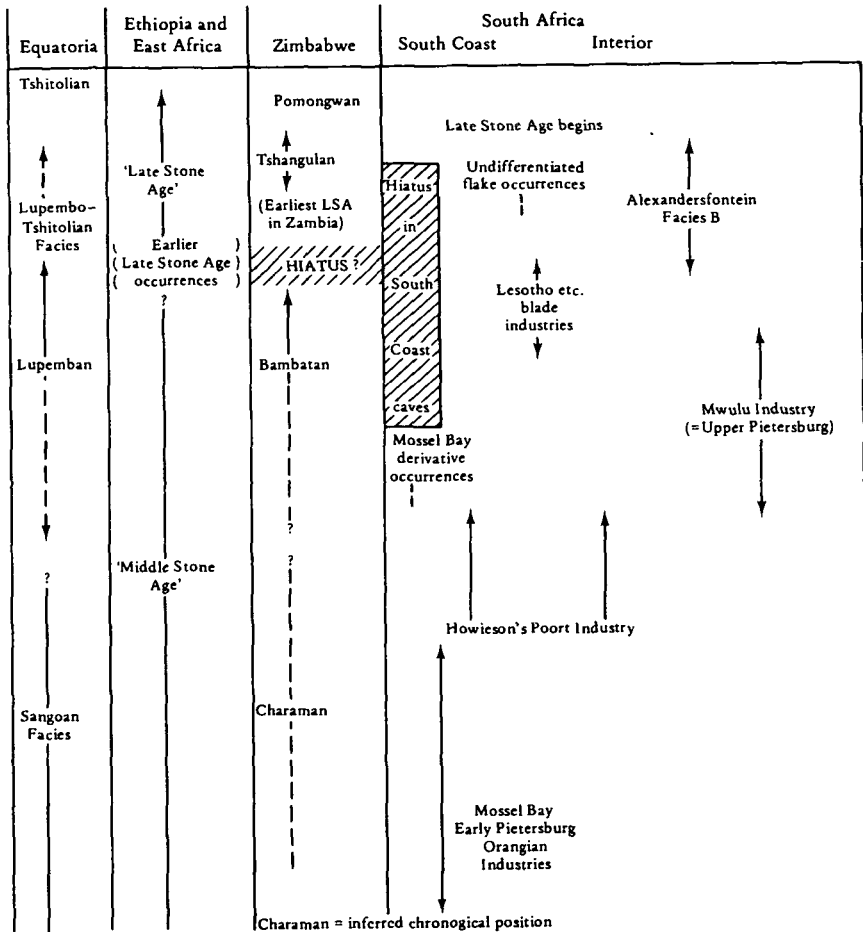 Equatoria
Ethiopia and
East Africa
Zimbabwe
South Africa
South Coast
Interior
Tshitolian
Lupembo-
Tshitolian
Facies
Lupemban
?
Sangoan
Facies
'Late Stone
Age'
( Earlier )
( Late Stone Age )
( occurrences )
?
'Middle Stone
Age'
Pomongwan
Tshangulan
(Earliest LSA
in Zambia)
HIATUS ?
Bambatan
?
?
Charaman
Hiatus
in
South
Coast
caves
Mossel Bay
derivative
occurrences
Late Stone Age begins
Undifferentiated
flake occurrences
Lesotho etc.
blade
industries
Alexandersfontein
Facies B
Mwulu Industry
(= Upper Pietersburg)
Howieson's Poort Industry
Mossel Bay
Early Pietersburg
Orangian
Industries
Charaman = inferred chronogical position